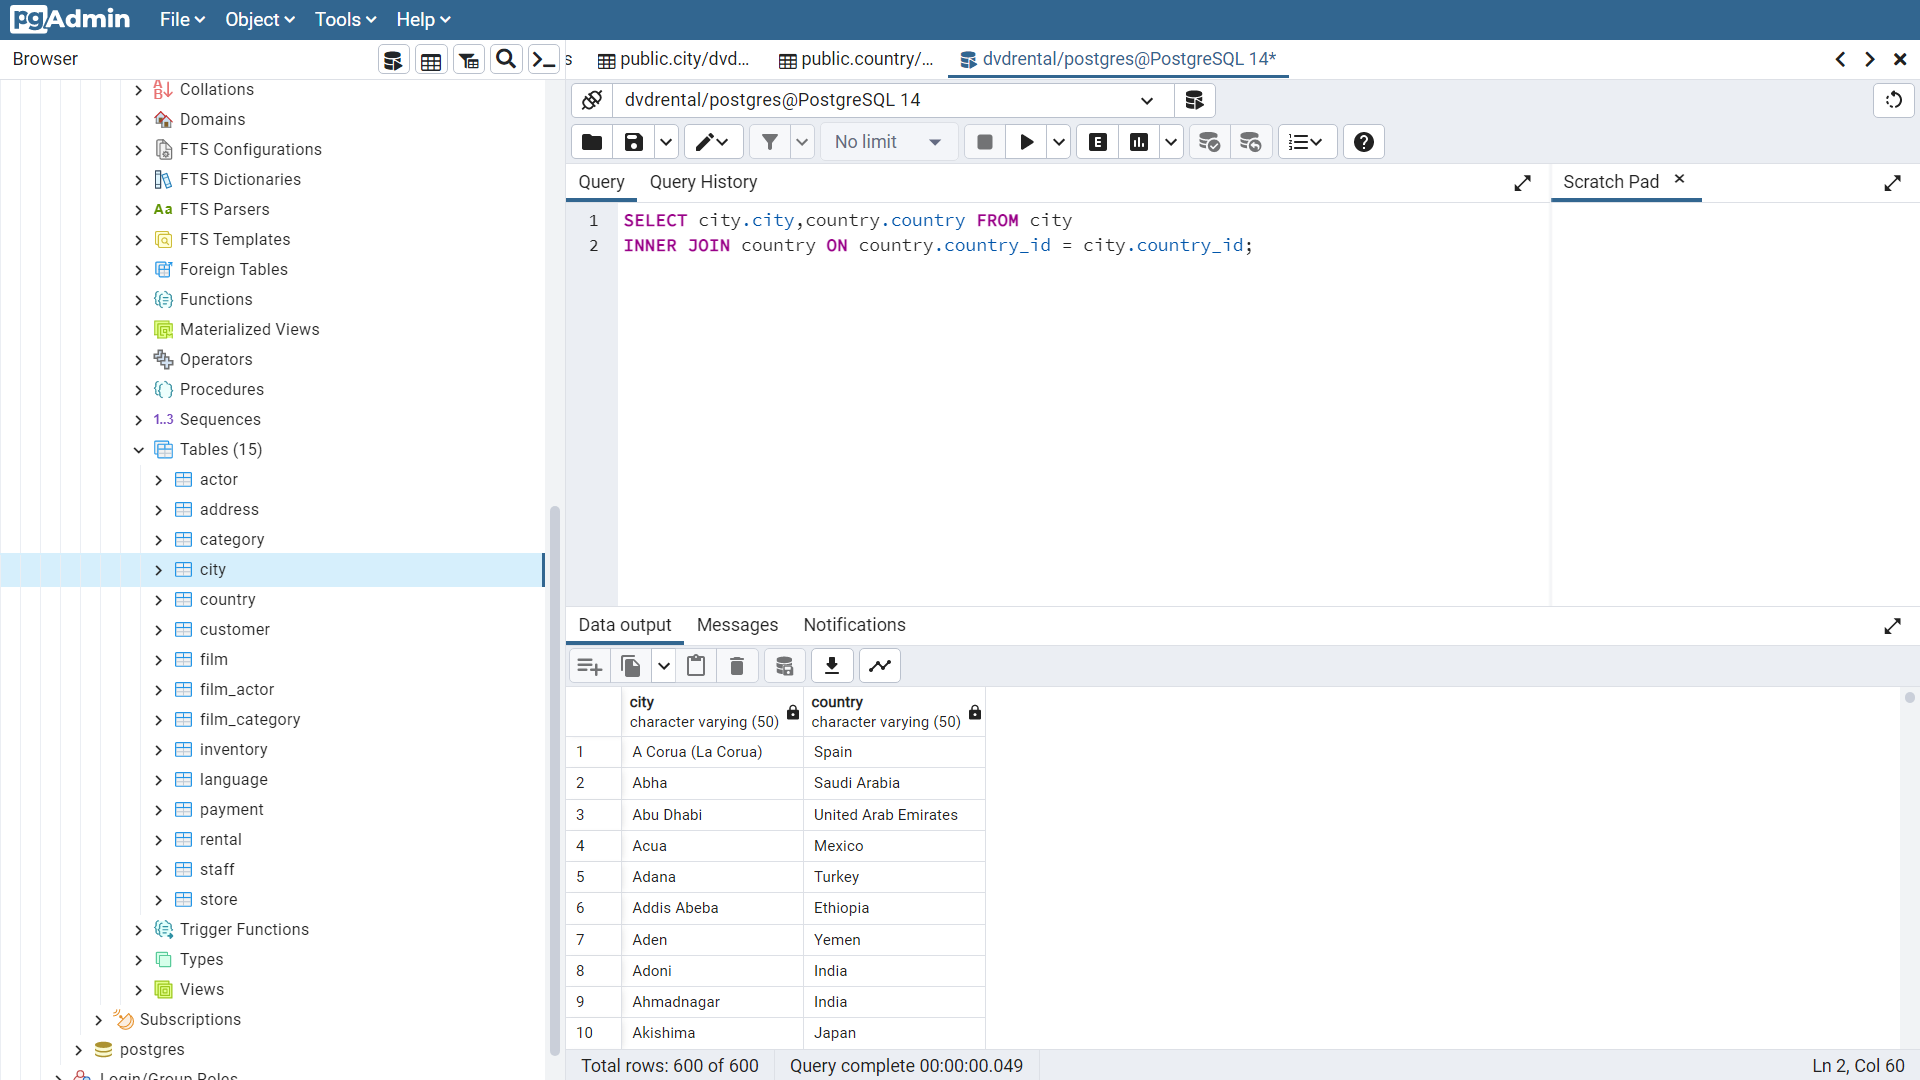 pgAdmin File Object Tools Help
Browser
s public.city/dvd... public.country/... dvdrental/postgres@PostgreSQL 14*
Collations
Domains
FTS Configurations
FTS Dictionaries
Aa FTS Parsers
FTS Templates
Foreign Tables
Functions
Materialized Views
Operators
Procedures
1..3 Sequences
Tables (15)
actor
address
category
city
country
customer
film
film_actor
film_category
inventory
language
payment
rental
staff
store
Trigger Functions
Types
Views
Subscriptions
postgres
Login/Group Roles
dvdrental/postgres@PostgreSQL 14
No limit E
Query Query History Scratch Pad
1 SELECT city.city,country.country FROM city
2 INNER JOIN country ON country.country_id = city.country_id;
Data output Messages Notifications
city country
character varying (50) character varying (50)
1 A Corua (La Corua) Spain
2 Abha Saudi Arabia
3 Abu Dhabi United Arab Emirates
4 Acua Mexico
5 Adana Turkey
6 Addis Abeba Ethiopia
7 Aden Yemen
8 Adoni India
9 Ahmadnagar India
10 Akishima Japan
Total rows: 600 of 600 Query complete 00:00:00.049 Ln 2, Col 60